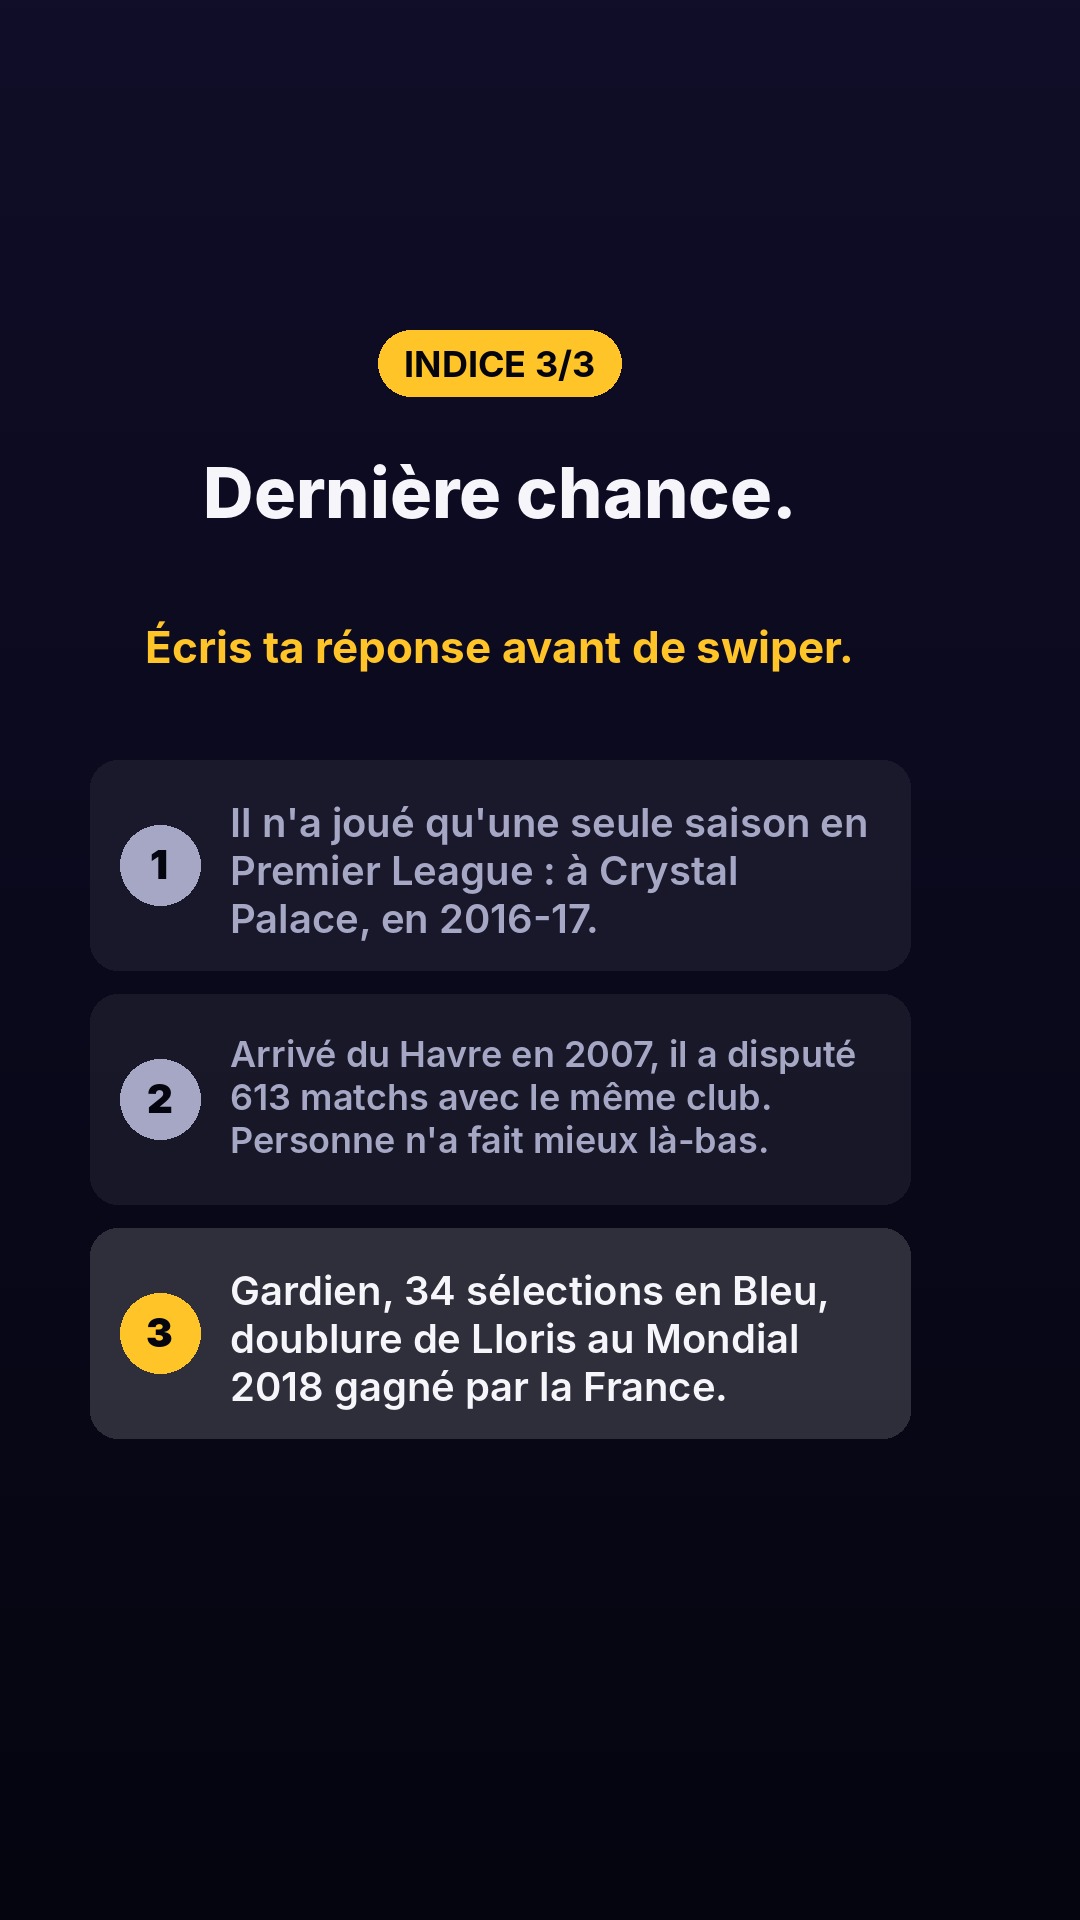 INDICE 3/3
Dernière chance.
Écris ta réponse avant de swiper.
1
Il n'a joué qu'une seule saison en
Premier League : à Crystal
Palace, en 2016-17.
2
Arrivé du Havre en 2007, il a disputé
613 matchs avec le même club.
Personne n'a fait mieux là-bas.
3
Gardien, 34 sélections en Bleu,
doublure de Lloris au Mondial
2018 gagné par la France.